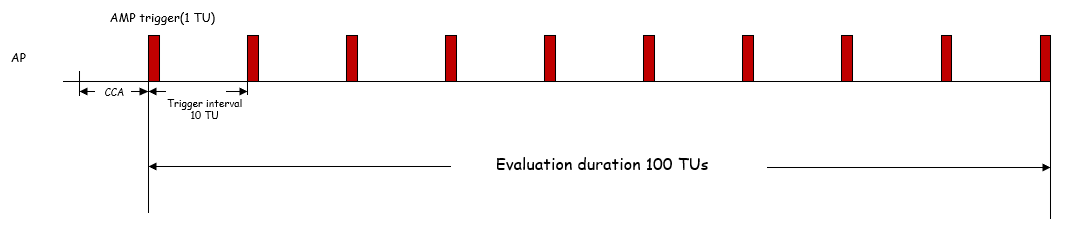 AMP trigger(1 TU)
AP
CCA
Trigger interval
10 TU
Evaluation duration 100 TUs